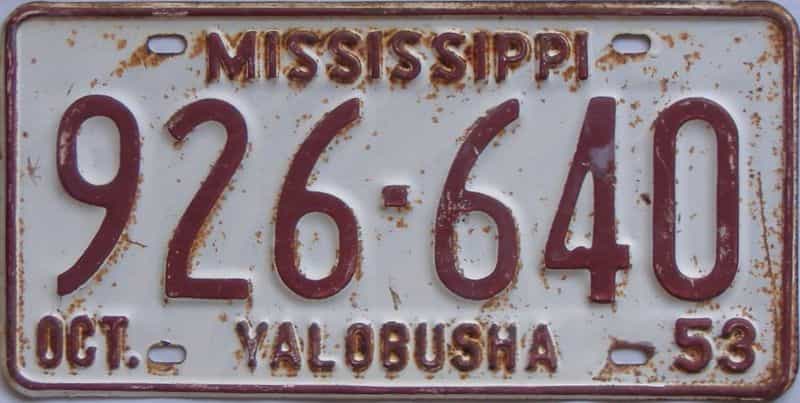 MISSISSIPPI
926-640
OCT. YALOBUSHA 53